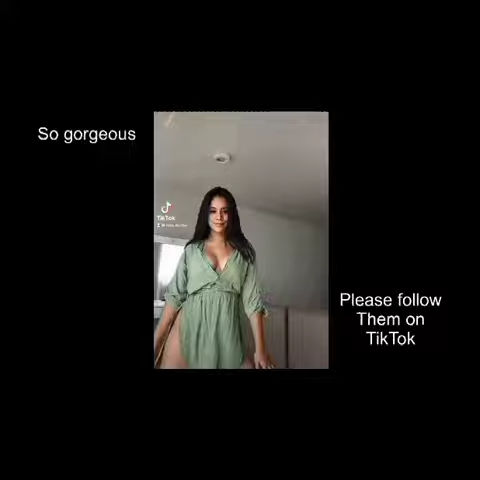 So gorgeous
TikTok
Please follow
Them on
TikTok